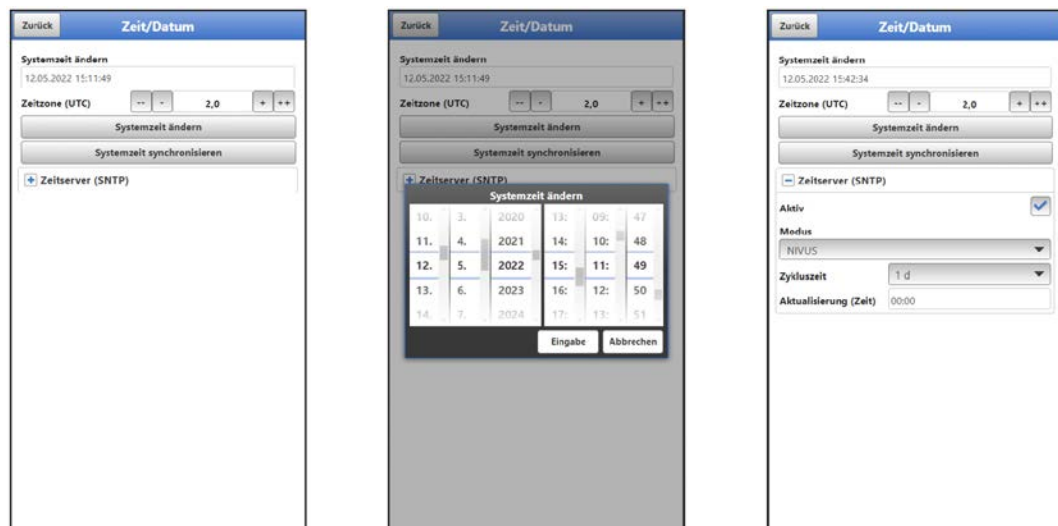 Zurück Zeit/Datum
Systemzeit ändern
12.05.2022 15:11:49
Zeitzone (UTC) -- - 2,0 + ++
Systemzeit ändern
Systemzeit synchronisieren
+ Zeitserver (SNTP)
Zurück Zeit/Datum
Systemzeit ändern
12.05.2022 15:11:49
Zeitzone (UTC) -- - 2,0 + ++
Systemzeit ändern
Systemzeit synchronisieren
+ Zeitserver (SNTP)
Systemzeit ändern
10. 3. 2020 13: 09: 47
11. 4. 2021 14: 10: 48
12. 5. 2022 15: 11: 49
13. 6. 2023 16: 12: 50
14. 7. 2024 17: 13: 51
Eingabe Abbrechen
Zurück Zeit/Datum
Systemzeit ändern
12.05.2022 15:42:34
Zeitzone (UTC) -- - 2,0 + ++
Systemzeit ändern
Systemzeit synchronisieren
− Zeitserver (SNTP)
Aktiv
Modus
NIVUS
Zykluszeit 1 d
Aktualisierung (Zeit) 00:00